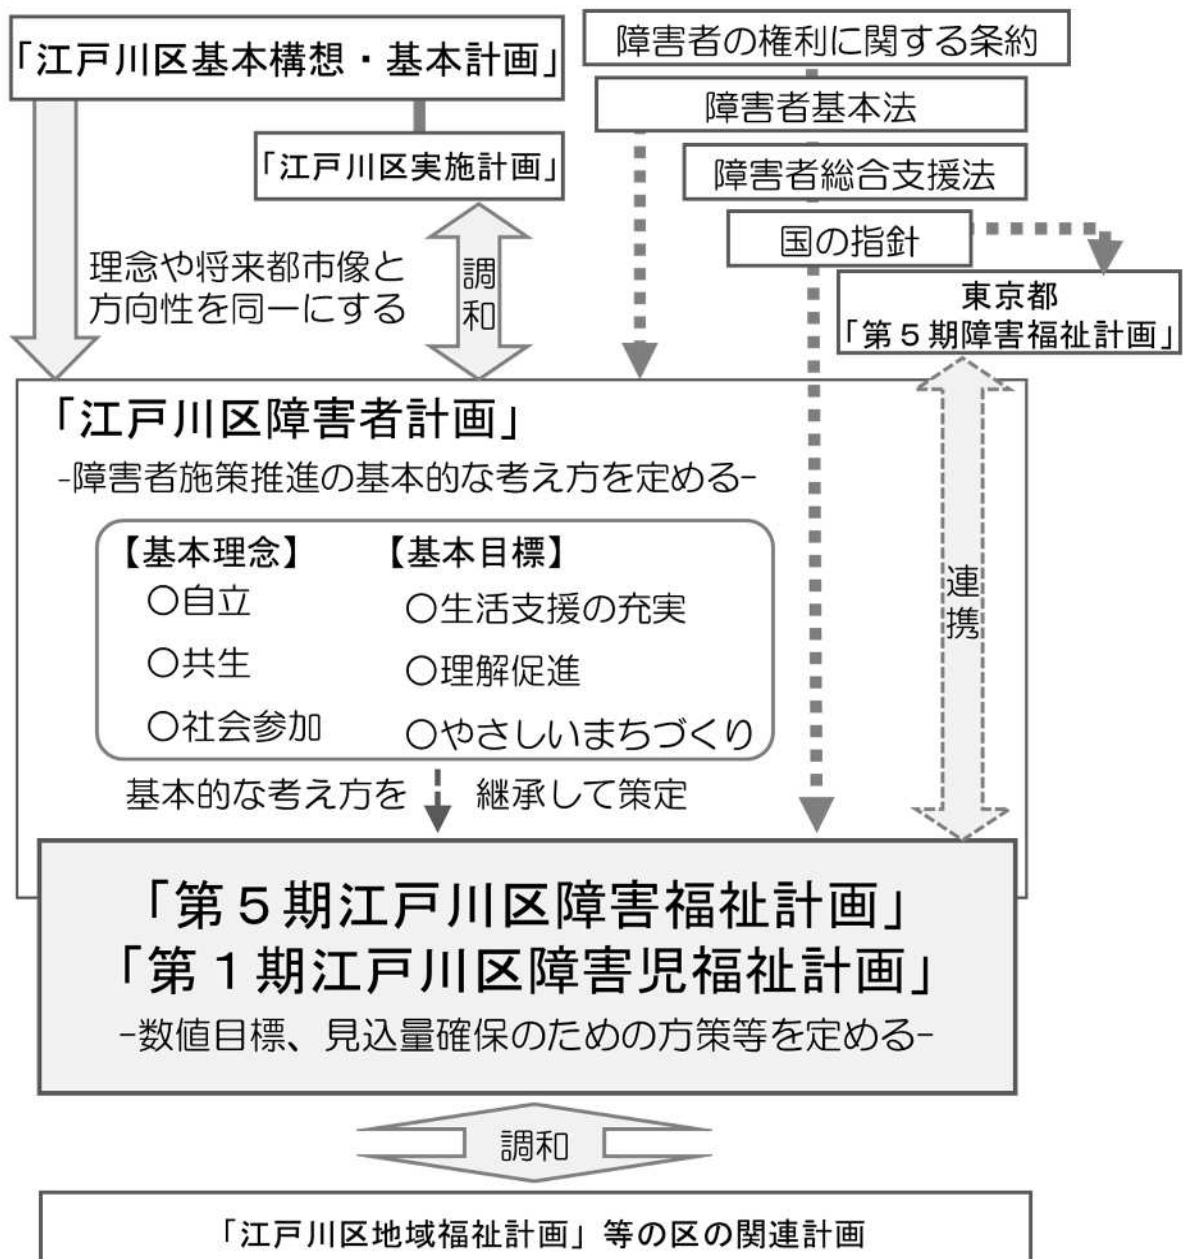 「江戸川区基本構想・基本計画」
障害者の権利に関する条約
障害者基本法
「江戸川区実施計画」
障害者総合支援法
国の指針
理念や将来都市像と
方向性を同一にする
調和
東京都
「第５期障害福祉計画」
「江戸川区障害者計画」
-障害者施策推進の基本的な考え方を定める-
【基本理念】
○自立
○共生
○社会参加
【基本目標】
○生活支援の充実
○理解促進
○やさしいまちづくり
連携
基本的な考え方を 継承して策定
「第５期江戸川区障害福祉計画」
「第１期江戸川区障害児福祉計画」
-数値目標、見込量確保のための方策等を定める-
調和
「江戸川区地域福祉計画」等の区の関連計画